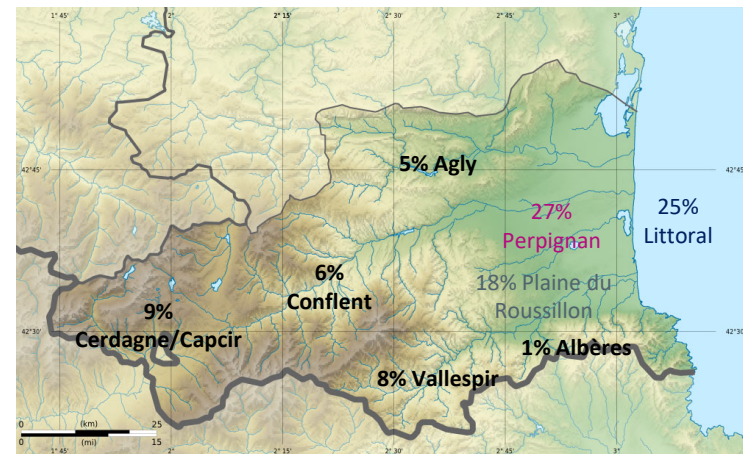 1° 45'
2°
2° 15'
2° 30'
2° 45'
3°
42°45'
42°45'
5% Agly
27%
Perpignan
25%
Littoral
6%
Conflent
18% Plaine du
Roussillon
9%
Cerdagne/Capcir
42°30'
42°30'
1% Albères
8% Vallespir
0 (km) 25
0 (mi) 15
1° 45'
2°
2° 15'
2° 30'
2° 45'
3°